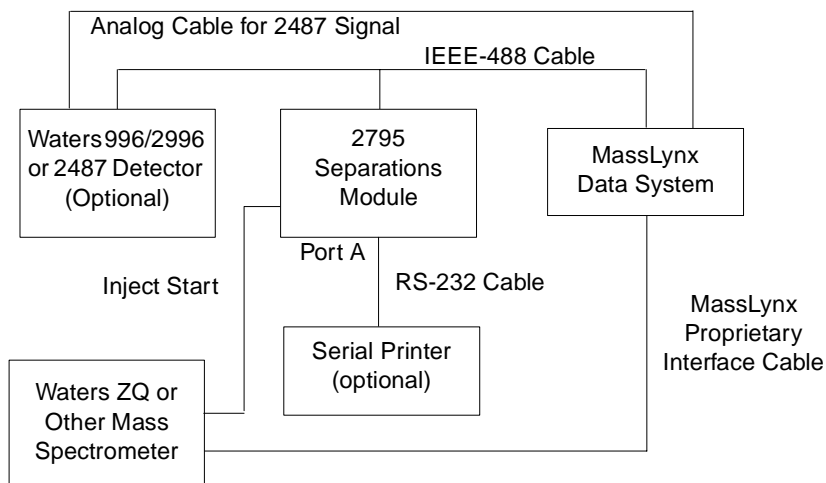 Analog Cable for 2487 Signal
IEEE-488 Cable
Waters 996/2996
or 2487 Detector
(Optional)
2795
Separations
Module
MassLynx
Data System
Port A
Inject Start
RS-232 Cable
MassLynx
Proprietary
Interface Cable
Serial Printer
(optional)
Waters ZQ or
Other Mass
Spectrometer